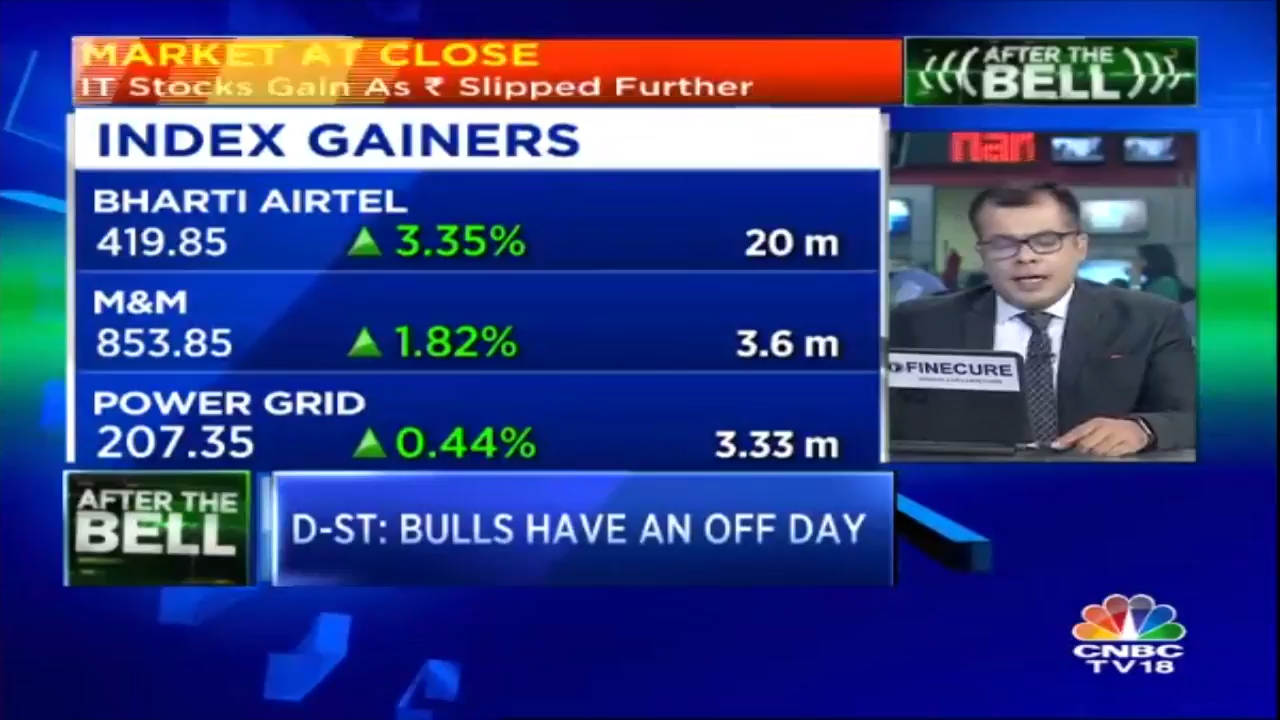 MARKET AT CLOSE
IT Stocks Gain As ₹ Slipped Further
AFTER THE
BELL
INDEX GAINERS
BHARTI AIRTEL
419.85 ▲ 3.35% 20 m
M&M
853.85 ▲ 1.82% 3.6 m
POWER GRID
207.35 ▲ 0.44% 3.33 m
FINECURE
AFTER THE
BELL
D-ST: BULLS HAVE AN OFF DAY
CNBC
TV18